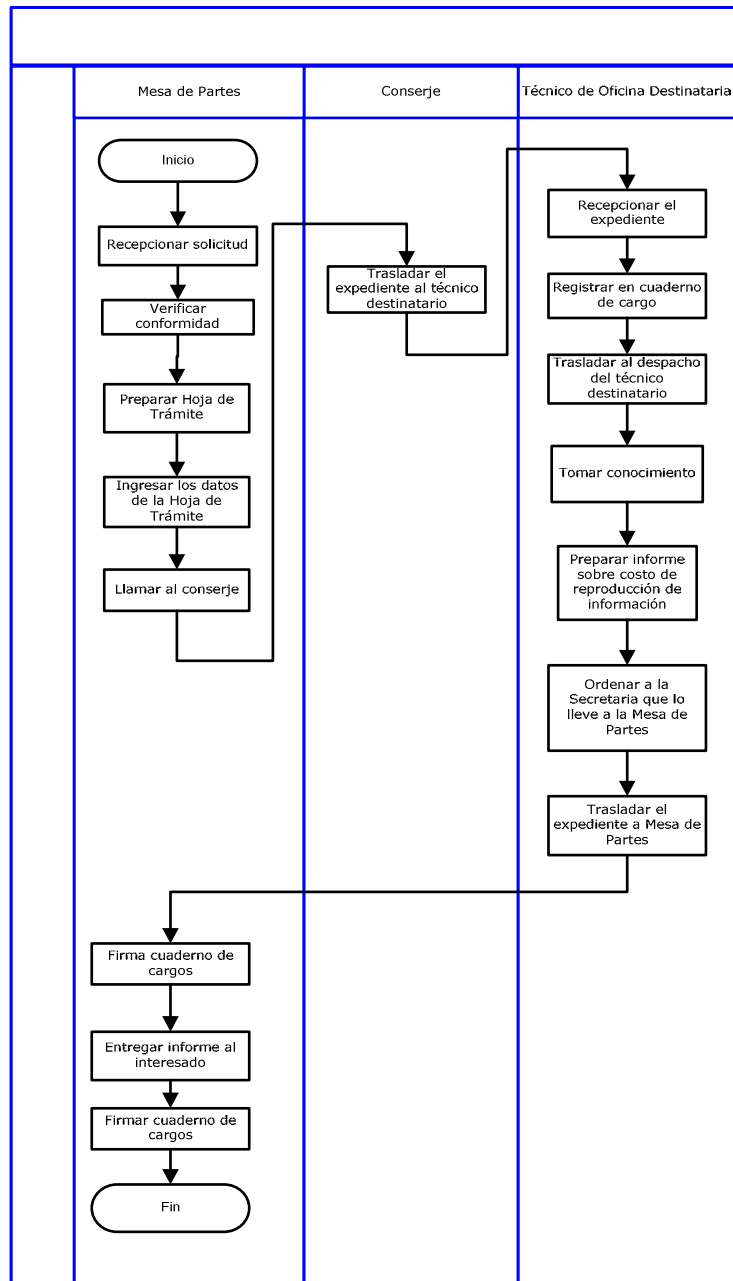 Mesa de Partes
Conserje
Técnico de Oficina Destinataria
Inicio
Recepcionar solicitud
Verificar
conformidad
Preparar Hoja de
Trámite
Ingresar los datos
de la Hoja de
Trámite
Llamar al conserje
Trasladar el
expediente al técnico
destinatario
Recepcionar el
expediente
Registrar en cuaderno
de cargo
Trasladar al despacho
del técnico
destinatario
Tomar conocimiento
Preparar informe
sobre costo de
reproducción de
información
Ordenar a la
Secretaria que lo
lleve a la Mesa de
Partes
Trasladar el
expediente a Mesa de
Partes
Firma cuaderno de
cargos
Entregar informe al
interesado
Firmar cuaderno de
cargos
Fin